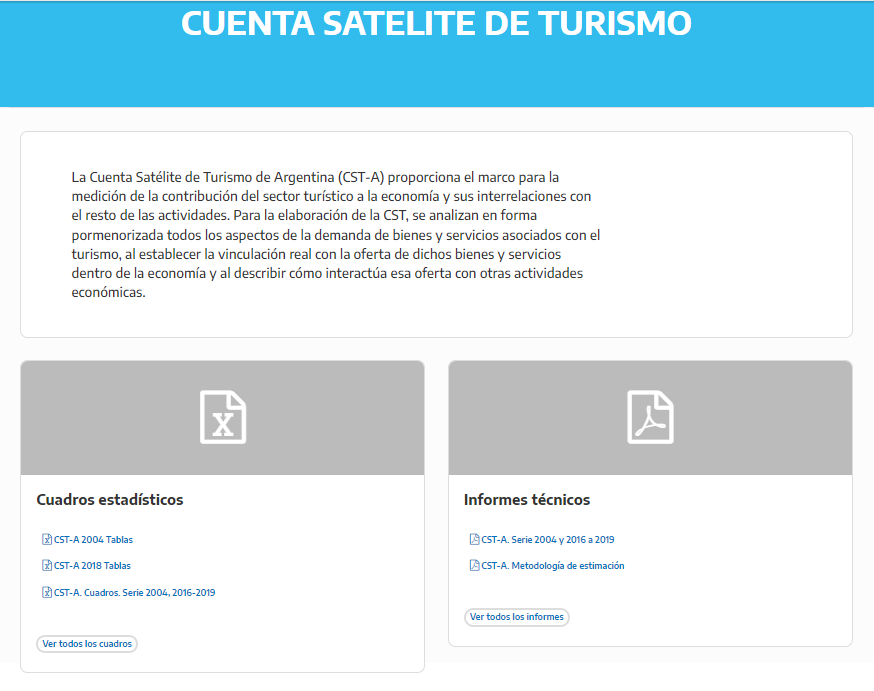 CUENTA SATELITE DE TURISMO
La Cuenta Satélite de Turismo de Argentina (CST-A) proporciona el marco para la
medición de la contribución del sector turístico a la economía y sus interrelaciones con
el resto de las actividades. Para la elaboración de la CST, se analizan en forma
pormenorizada todos los aspectos de la demanda de bienes y servicios asociados con el
turismo, al establecer la vinculación real con la oferta de dichos bienes y servicios
dentro de la economía y al describir cómo interactúa esa oferta con otras actividades
económicas.
Cuadros estadísticos
CST-A 2004 Tablas
CST-A 2018 Tablas
CST-A. Cuadros. Serie 2004, 2016-2019
Ver todos los cuadros
Informes técnicos
CST-A. Serie 2004 y 2016 a 2019
CST-A. Metodología de estimación
Ver todos los informes